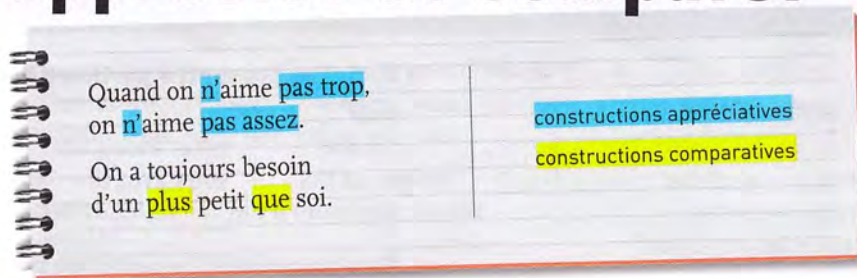 Quand on n'aime pas trop,
on n'aime pas assez.
On a toujours besoin
d'un plus petit que soi.
constructions appréciatives
constructions comparatives